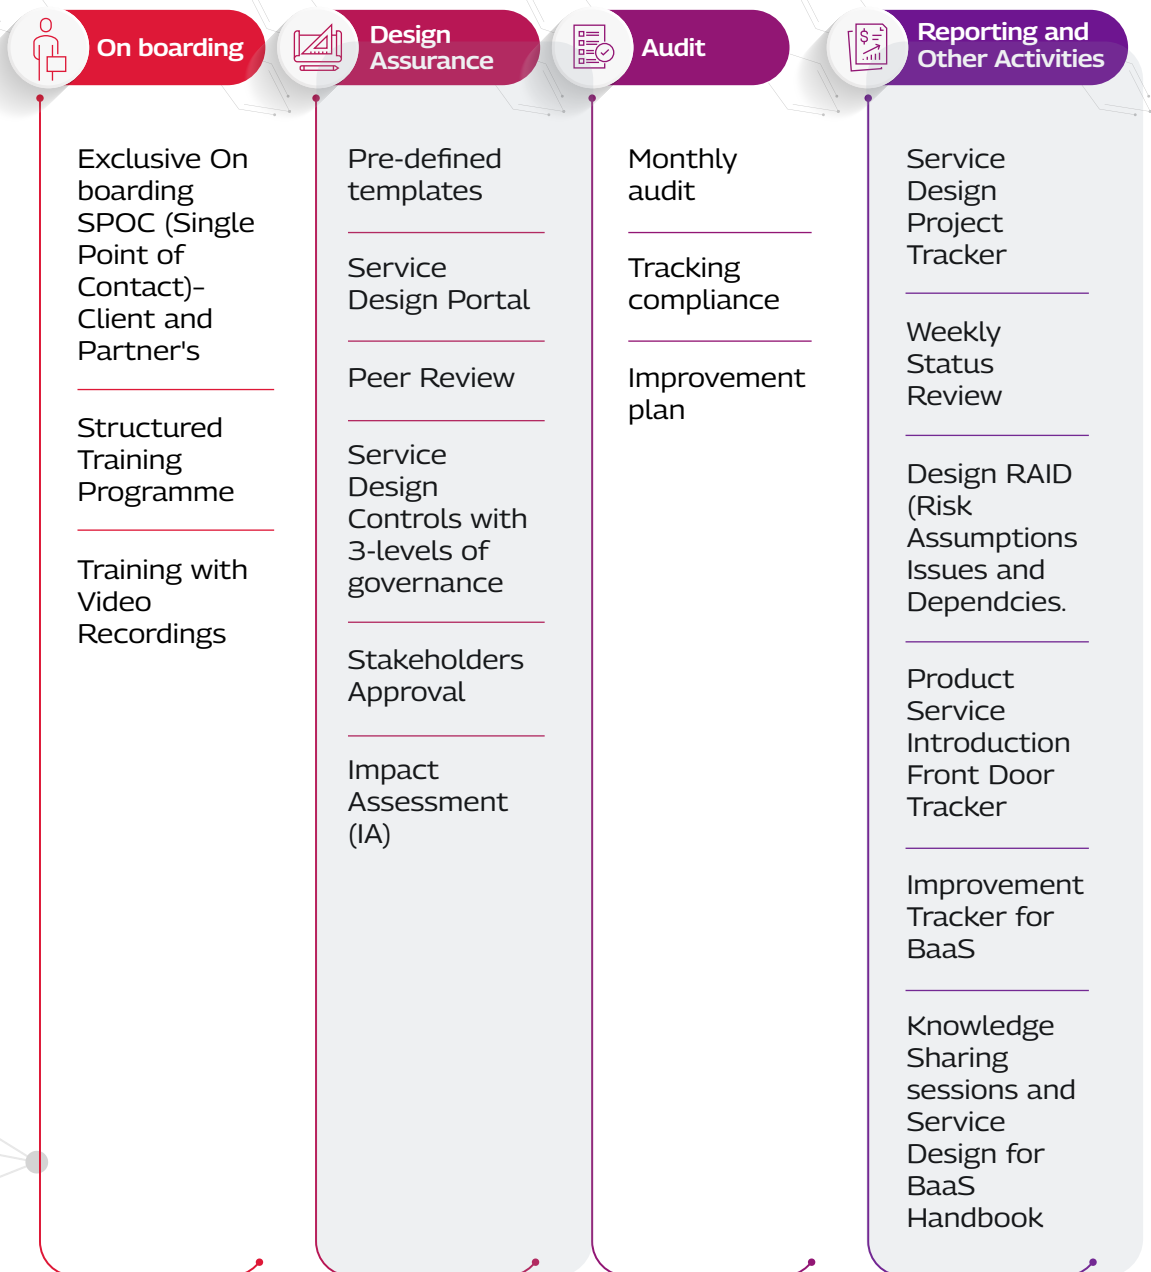 On boarding
Exclusive On
boarding
SPOC (Single
Point of
Contact)–
Client and
Partner's
Structured
Training
Programme
Training with
Video
Recordings
Design
Assurance
Pre-defined
templates
Service
Design Portal
Peer Review
Service
Design
Controls with
3-levels of
governance
Stakeholders
Approval
Impact
Assessment
(IA)
Audit
Monthly
audit
Tracking
compliance
Improvement
plan
Reporting and
Other Activities
Service
Design
Project
Tracker
Weekly
Status
Review
Design RAID
(Risk
Assumptions
Issues and
Dependcies.
Product
Service
Introduction
Front Door
Tracker
Improvement
Tracker for
BaaS
Knowledge
Sharing
sessions and
Service
Design for
BaaS
Handbook